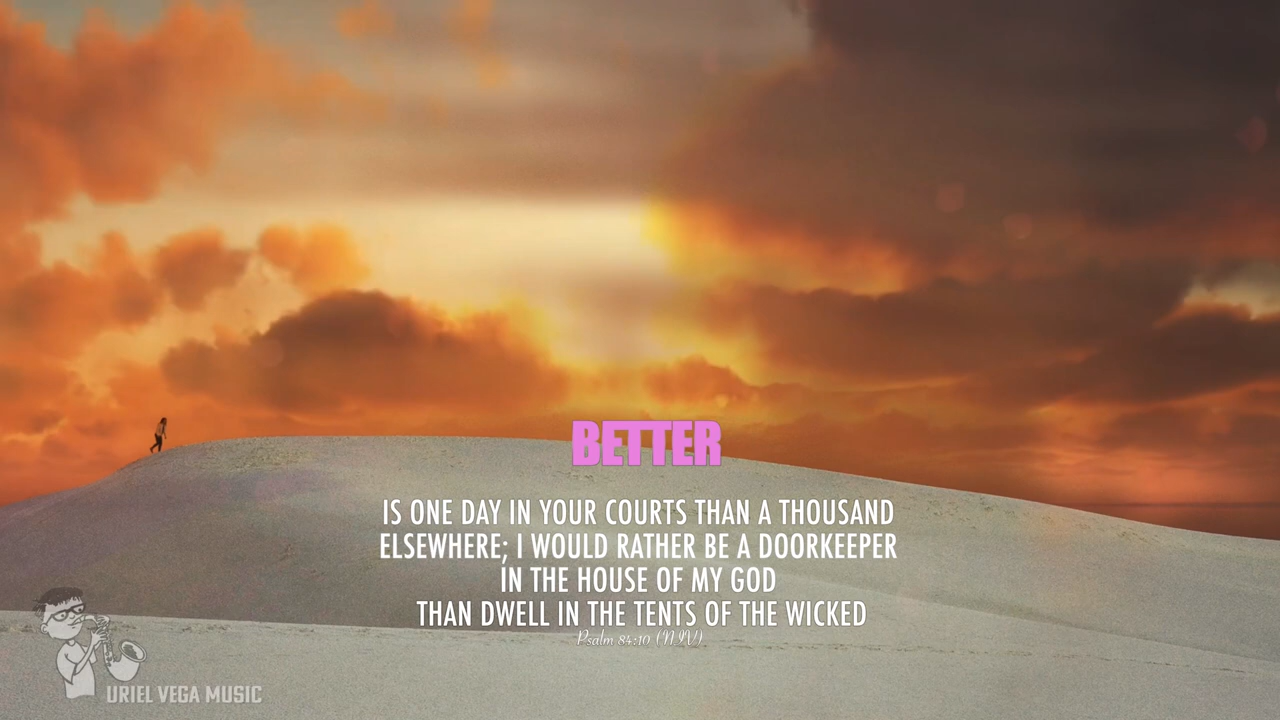 BETTER
IS ONE DAY IN YOUR COURTS THAN A THOUSAND
ELSEWHERE; I WOULD RATHER BE A DOORKEEPER
IN THE HOUSE OF MY GOD
THAN DWELL IN THE TENTS OF THE WICKED
Psalm 84:10 (NIV)
URIEL VEGA MUSIC